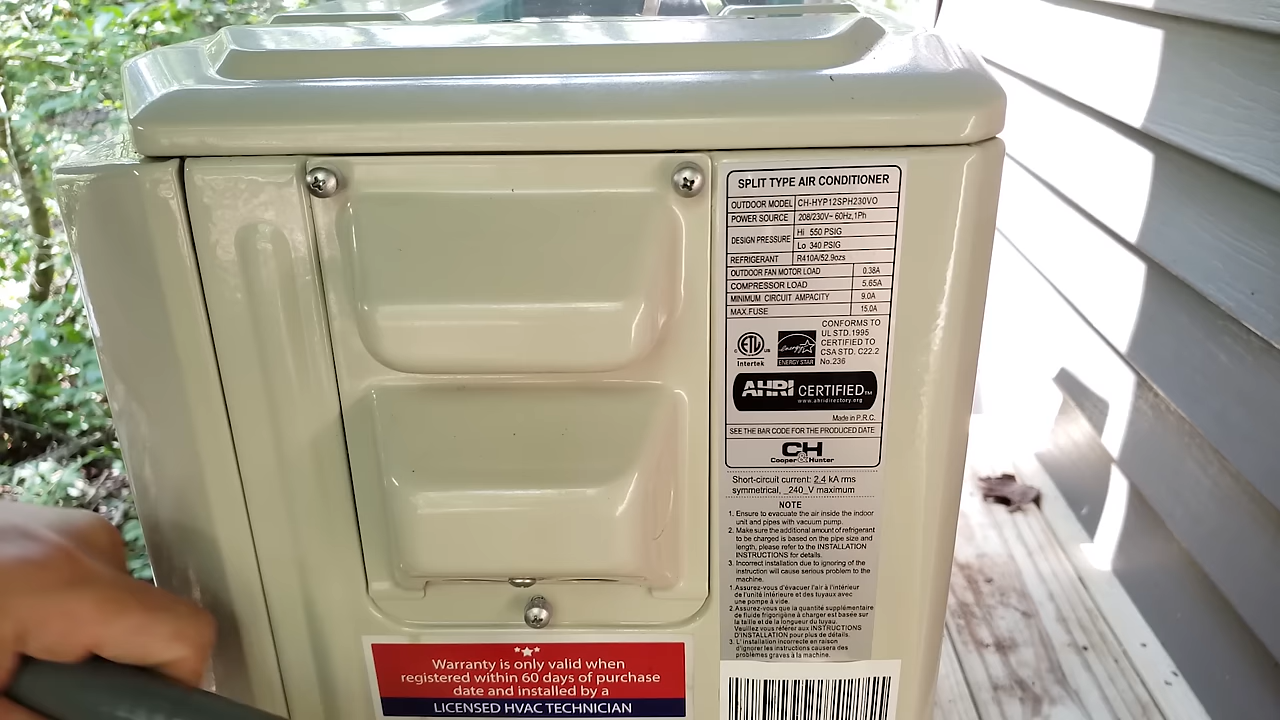 SPLIT TYPE AIR CONDITIONER
OUTDOOR MODEL CH-HYP12SPH230VO
POWER SOURCE 208/230V~ 60Hz,1Ph
DESIGN PRESSURE Hi 550 PSIG
Lo 340 PSIG
REFRIGERANT R410A/52.9ozs
OUTDOOR FAN MOTOR LOAD 0.38A
COMPRESSOR LOAD 5.65A
MINIMUM CIRCUIT AMPACITY 9.0A
MAX.FUSE 15.0A
CONFORMS TO
UL STD.1995
CERTIFIED TO
CSA STD. C22.2
No.236
c ETL us
Intertek
energy
ENERGY STAR
AHRI CERTIFIED™
www.ahridirectory.org
Made in P.R.C.
SEE THE BAR CODE FOR THE PRODUCED DATE
CH
Cooper&Hunter
Short-circuit current: 2.4 kA rms
symmetrical, _240_V maximum
NOTE
1. Ensure to evacuate the air inside the indoor
unit and pipes with vacuum pump.
2. Make sure the additional amount of refrigerant
to be charged is based on the pipe size and
length, please refer to the INSTALLATION
INSTRUCTIONS for details.
3. Incorrect installation due to ignoring of the
instruction will cause serious problem to the
machine.
1. Assurez-vous d'évacuer l'air à l'intérieur
de l'unité intérieure et des tuyaux avec
une pompe à vide.
2. Assurez-vous que la quantité supplémentaire
de fluide frigorigène à charger est basée sur
la taille et de la longueur du tuyau.
Veuillez vous référer aux INSTRUCTIONS
D'INSTALLATION pour plus de détails.
3. L'installation incorrecte en raison
d'ignorer les instructions causera des
problèmes graves à la machine.
Warranty is only valid when
registered within 60 days of purchase
date and installed by a
LICENSED HVAC TECHNICIAN